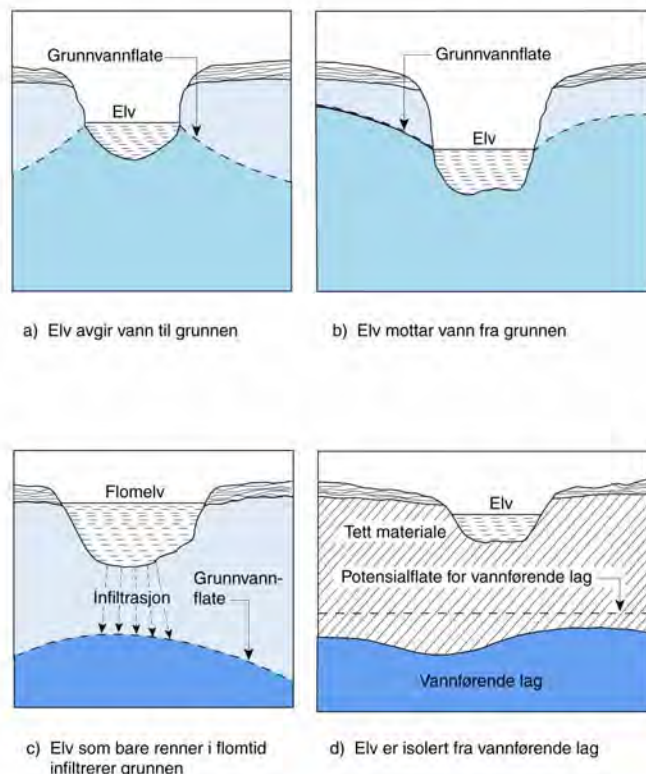 Grunnvannflate
Elv
a) Elv avgir vann til grunnen
Grunnvannflate
Elv
b) Elv mottar vann fra grunnen
Flomelv
Infiltrasjon
Grunnvann-
flate
c) Elv som bare renner i flomtid
infiltrerer grunnen
Elv
Tett materiale
Potensialflate for vannførende lag
Vannførende lag
d) Elv er isolert fra vannførende lag